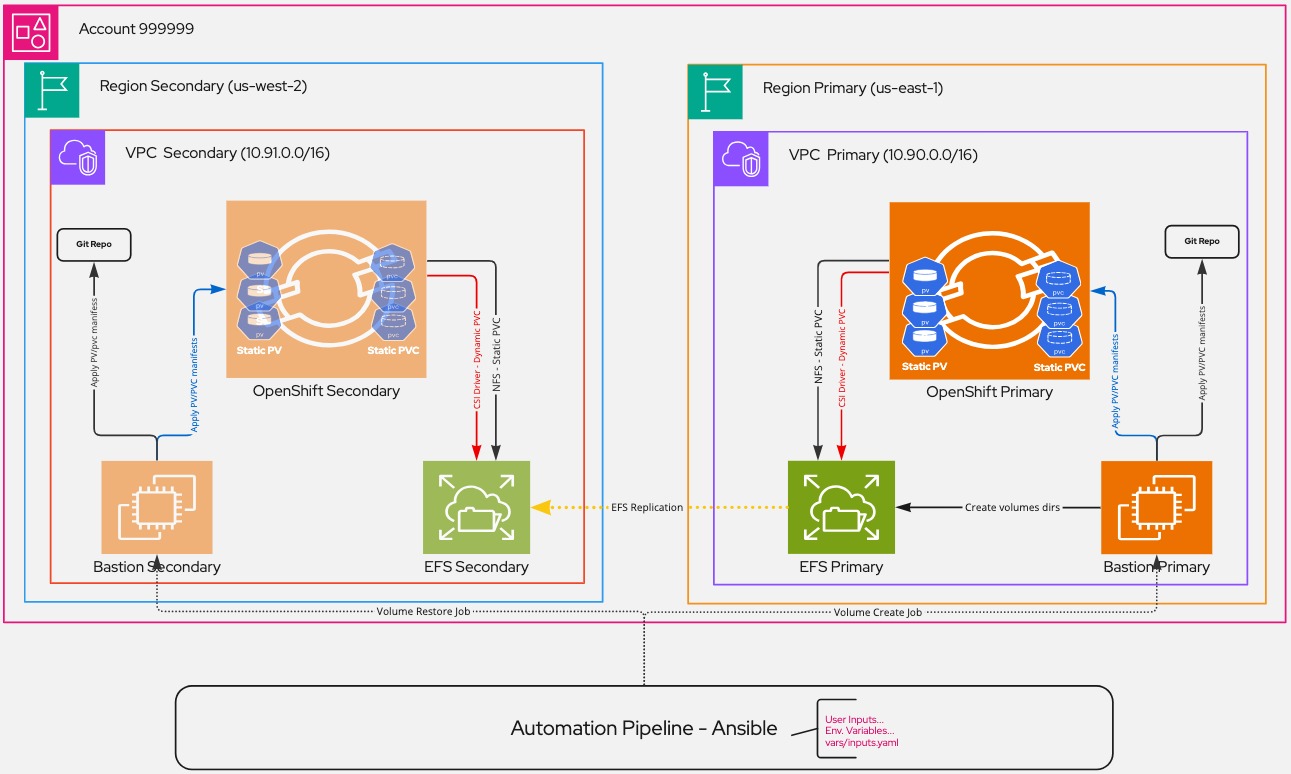 Account 999999
Region Secondary (us-west-2)
VPC Secondary (10.91.0.0/16)
Git Repo
Apply PV/pvc manifess
Apply PV/PVC manifests
pv
pv
pv
Static PV
pvc
pvc
pvc
Static PVC
OpenShift Secondary
CSI Driver - Dynamic PVC
NFS - Static PVC
Bastion Secondary
EFS Secondary
EFS Replication
Region Primary (us-east-1)
VPC Primary (10.90.0.0/16)
NFS - Static PVC
CSI Driver - Dynamic PVC
pv
pv
pv
Static PV
pvc
pvc
pvc
Static PVC
OpenShift Primary
Git Repo
Apply PV/PVC manifests
Apply PV/PVC manifests
EFS Primary
Create volumes dirs
Bastion Primary
Volume Restore Job
Volume Create Job
Automation Pipeline - Ansible
User Inputs...
Env. Variables...
vars/inputs.yaml